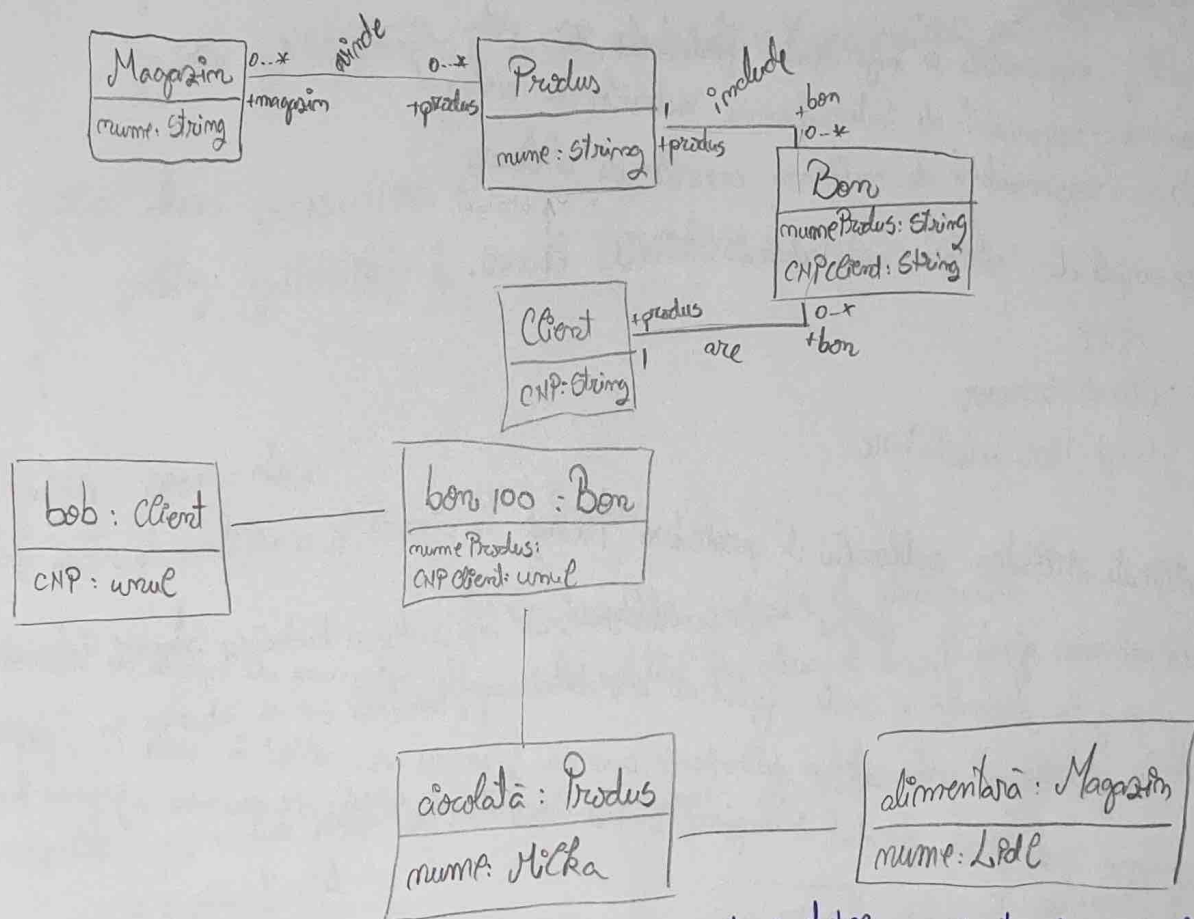 Magazin
nume: String
0..*
vinde
0..*
+magazin
+produs
Produs
nume: String
1
include
+bon
+produs
0..*
Bon
numeProdus: String
CNPClient: String
Client
CNP: String
+produs
1
are
0..*
+bon
bob: Client
CNP: unul
bon 100: Bon
numeProdus:
CNPClient: unul
ciocolată: Produs
nume: Milka
alimentară: Magazin
nume: Lidl